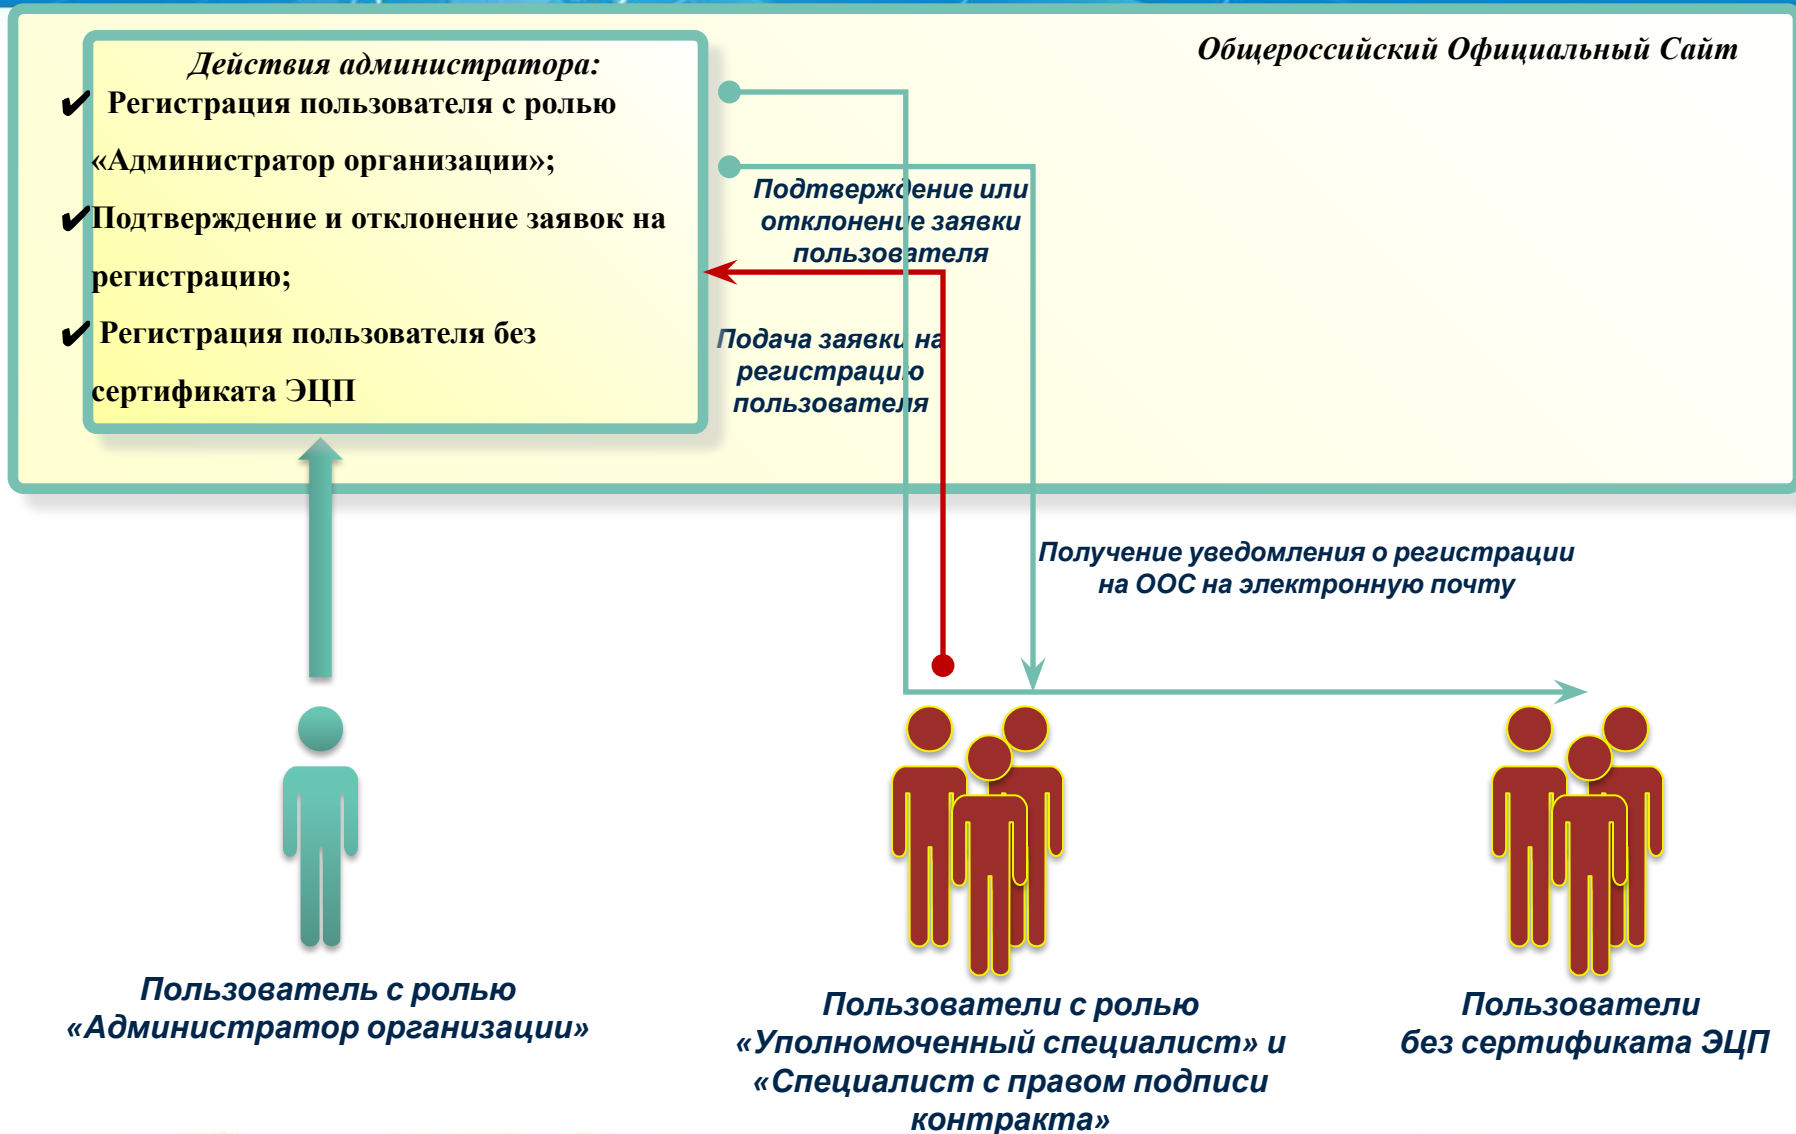 Общероссийский Официальный Сайт
Действия администратора:
✔ Регистрация пользователя с ролью
«Администратор организации»;
✔Подтверждение и отклонение заявок на
регистрацию;
✔ Регистрация пользователя без
сертификата ЭЦП
Подтверждение или
отклонение заявки
пользователя
Подача заявки на
регистрацию
пользователя
Получение уведомления о регистрации
на ООС на электронную почту
Пользователь с ролью
«Администратор организации»
Пользователи с ролью
«Уполномоченный специалист» и
«Специалист с правом подписи
контракта»
Пользователи
без сертификата ЭЦП